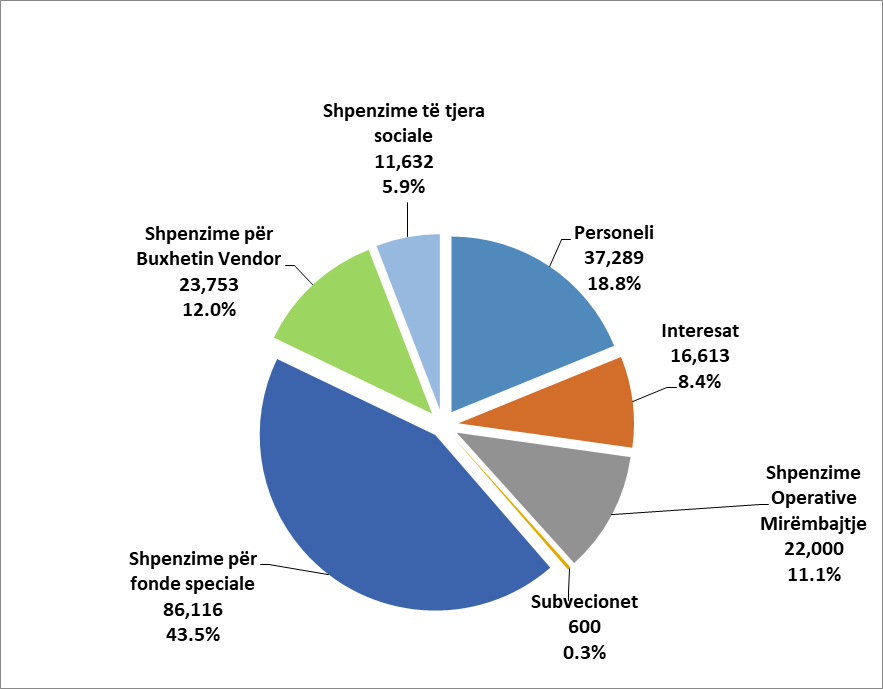 Shpenzime të tjera
sociale
11,632
5.9%
Personeli
37,289
18.8%
Shpenzime për
Buxhetin Vendor
23,753
12.0%
Interesat
16,613
8.4%
Shpenzime
Operative
Mirëmbajtje
22,000
11.1%
Shpenzime për
fonde speciale
86,116
43.5%
Subvecionet
600
0.3%